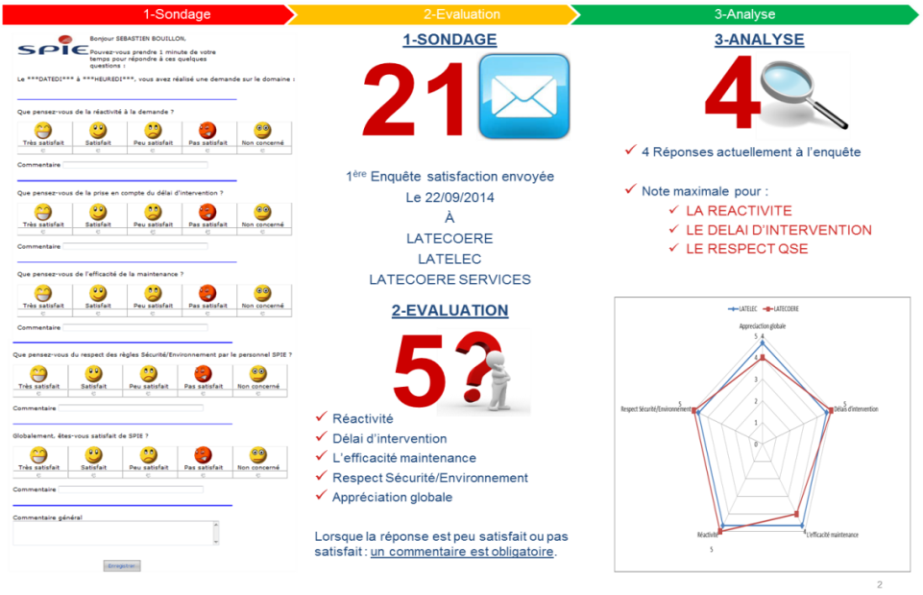 1-Sondage
2-Evaluation
3-Analyse
SPIE
Bonjour SEBASTIEN BOUILLON,
Pouvez-vous prendre 1 minute de votre
temps pour répondre à ces quelques
questions :
Le ***DATEDI*** à ***HEUREDI***, vous avez réalisé une demande sur le domaine :
Que pensez-vous de la réactivité à la demande ?
Très satisfait Satisfait Peu satisfait Pas satisfait Non concerné
Commentaire
Que pensez-vous de la prise en compte du délai d'intervention ?
Très satisfait Satisfait Peu satisfait Pas satisfait Non concerné
Commentaire
Que pensez-vous de l'efficacité de la maintenance ?
Très satisfait Satisfait Peu satisfait Pas satisfait Non concerné
Commentaire
Que pensez-vous du respect des règles Sécurité/Environnement par le personnel SPIE ?
Très satisfait Satisfait Peu satisfait Pas satisfait Non concerné
Commentaire
Globalement, êtes-vous satisfait de SPIE ?
Très satisfait Satisfait Peu satisfait Pas satisfait Non concerné
Commentaire
Commentaire général
Enregistrer
1-SONDAGE
21
1ère Enquête satisfaction envoyée
Le 22/09/2014
À
LATECOERE
LATELEC
LATECOERE SERVICES
2-EVALUATION
5?
Réactivité
Délai d'intervention
L'efficacité maintenance
Respect Sécurité/Environnement
Appréciation globale
Lorsque la réponse est peu satisfait ou pas
satisfait : un commentaire est obligatoire.
3-ANALYSE
4
4 Réponses actuellement à l'enquête
Note maximale pour :
LA REACTIVITE
LE DELAI D'INTERVENTION
LE RESPECT QSE
LATELEC LATECOERE
Appreciaction globale
5 4
4
3
2
1
0
5
Respect Sécurité/Environnement
5
Délais d'intervention
4
L'efficacité maintenance
Réactivité
5
2